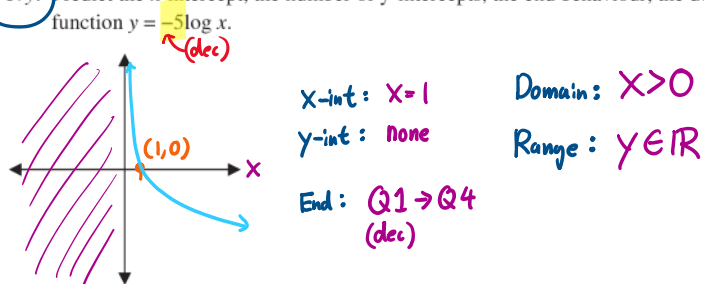 function y = −5log x.
(dec)
(1,0)
X
X-int: X=1
y-int: none
End: Q1→Q4
(dec)
Domain: X>0
Range: y∈ℝ